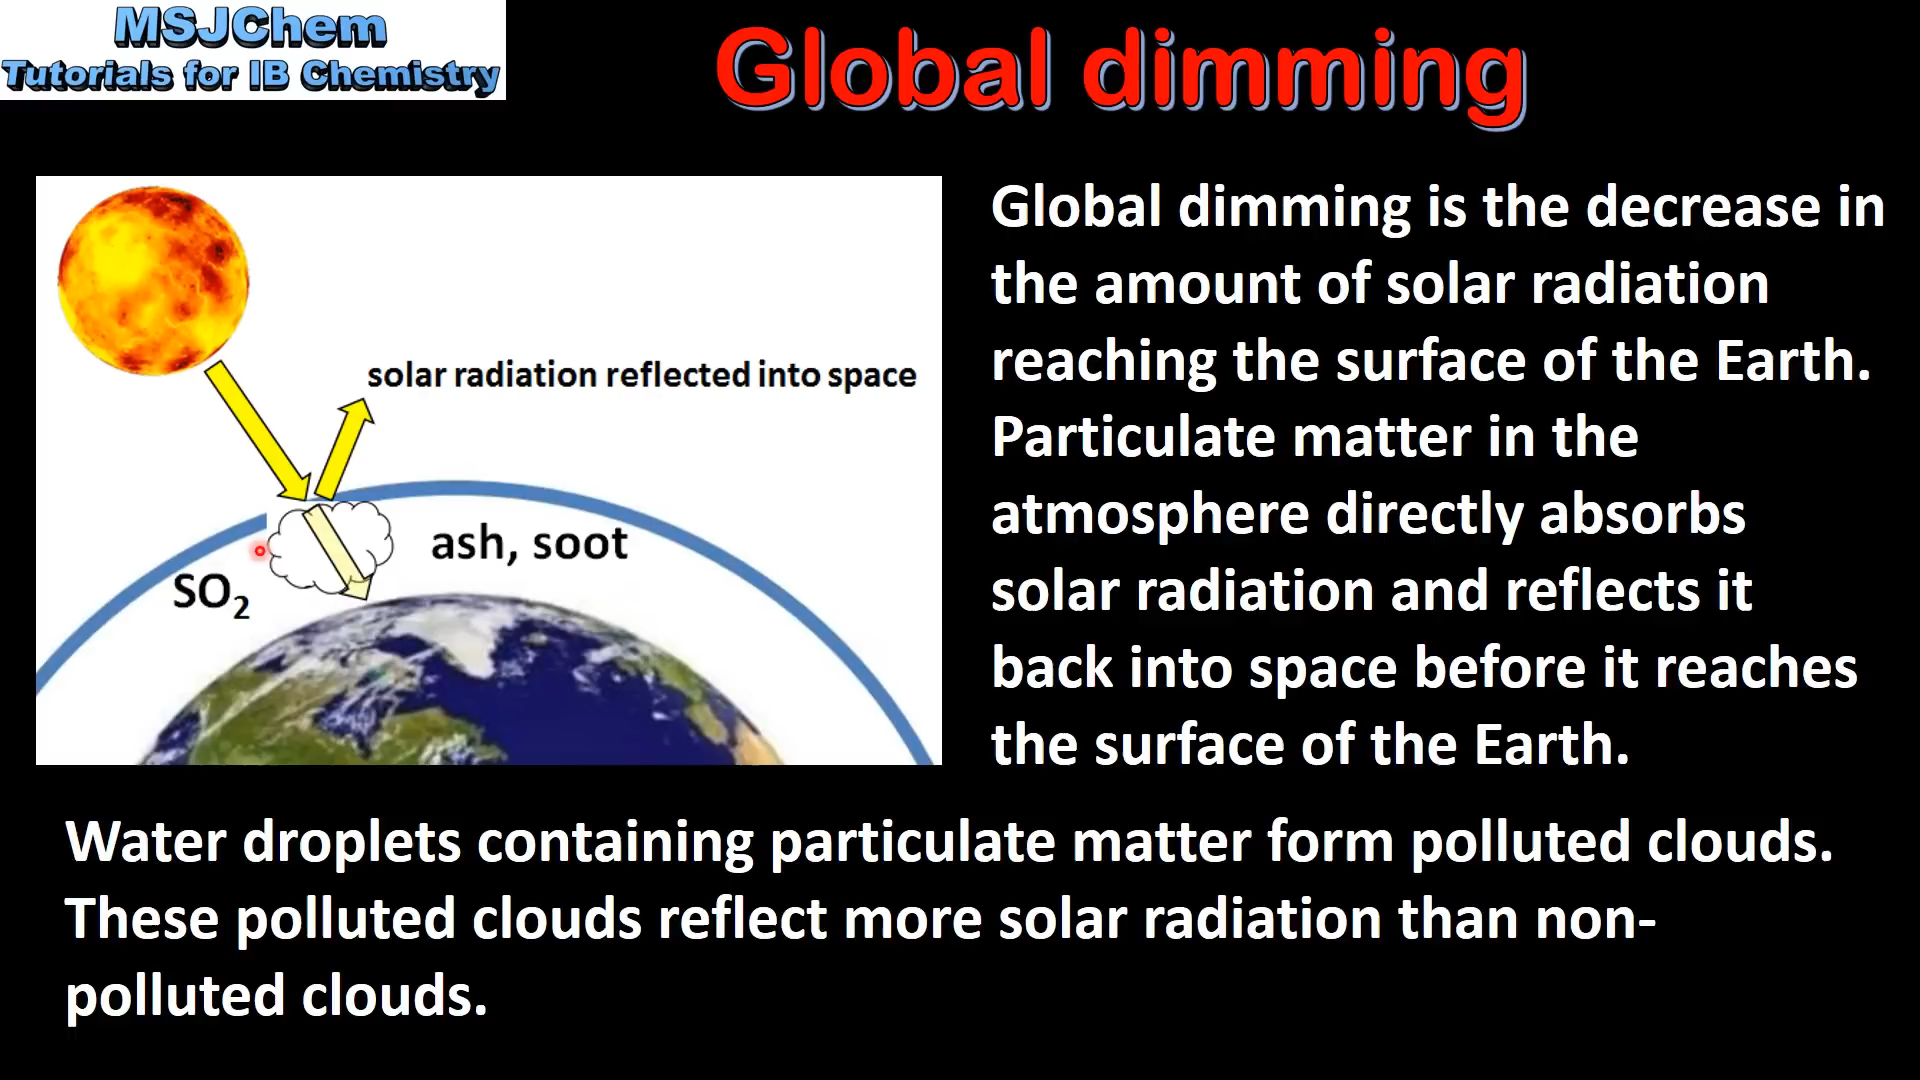 MSJChem
Tutorials for IB Chemistry
Global dimming
solar radiation reflected into space
ash, soot
SO₂
Global dimming is the decrease in
the amount of solar radiation
reaching the surface of the Earth.
Particulate matter in the
atmosphere directly absorbs
solar radiation and reflects it
back into space before it reaches
the surface of the Earth.
Water droplets containing particulate matter form polluted clouds.
These polluted clouds reflect more solar radiation than non-
polluted clouds.